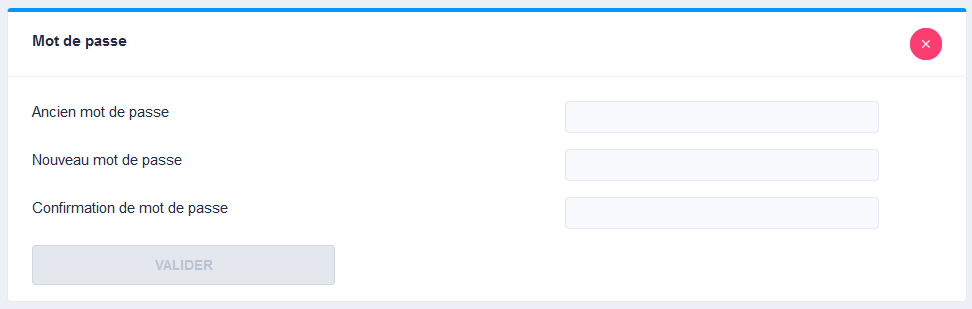 Mot de passe
Ancien mot de passe
Nouveau mot de passe
Confirmation de mot de passe
VALIDER